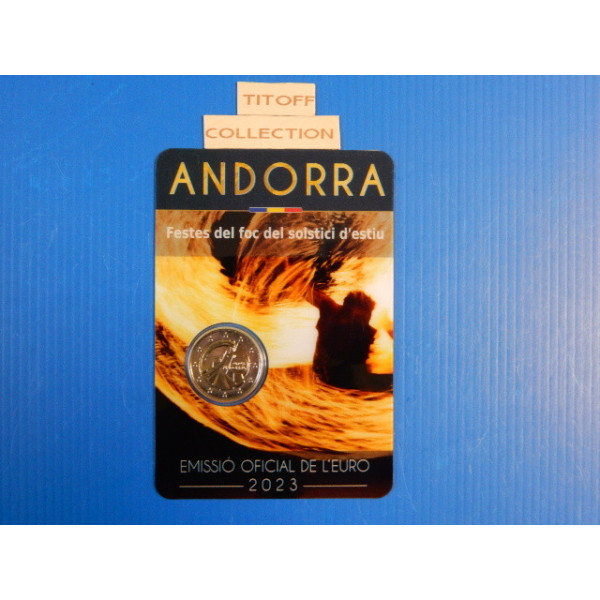 TITOFF
COLLECTION
ANDORRA
Festes del foc del solstici d'estiu
EMISSIÓ OFICIAL DE L'EURO
2023